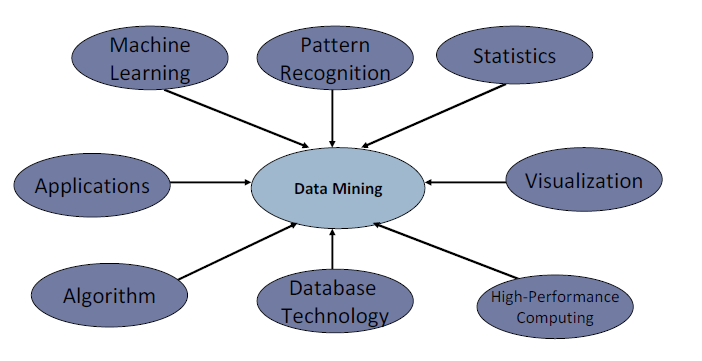 Machine
Learning
Pattern
Recognition
Statistics
Applications
Data Mining
Visualization
Algorithm
Database
Technology
High-Performance
Computing